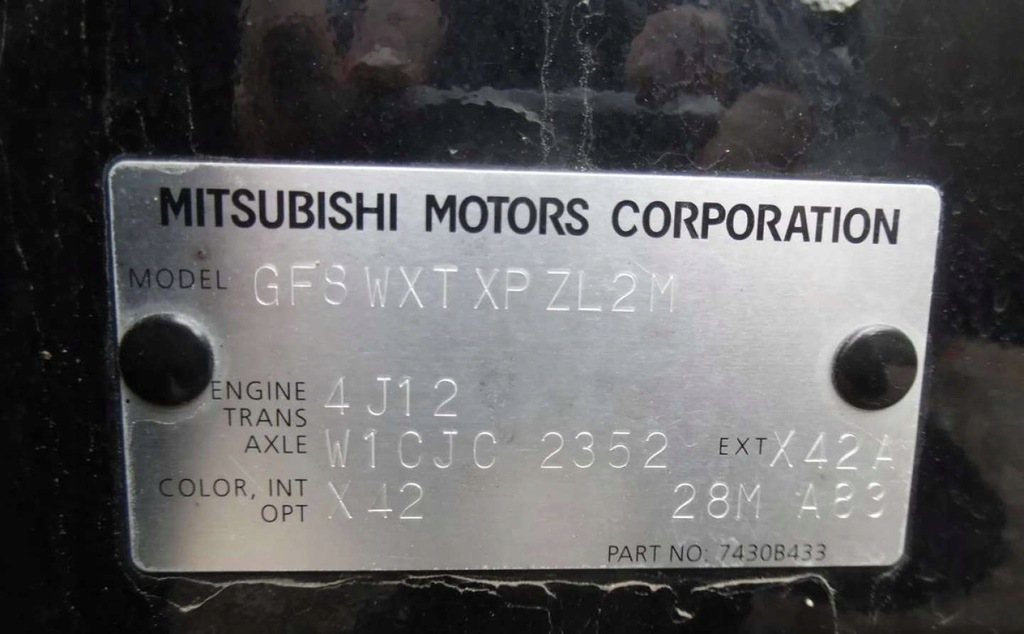 MITSUBISHI MOTORS CORPORATION
MODEL GF8WXTXPZL2M
ENGINE 4J12
TRANS
AXLE W1CJC 2352 EXT X42A
COLOR, INT
OPT X42 28M A83
PART NO: 7430B433